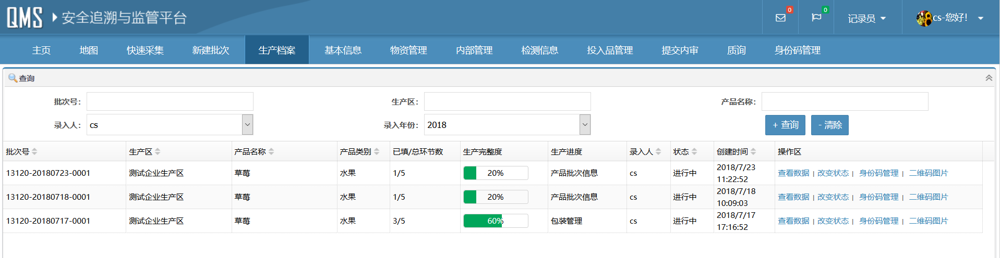 QMS 安全追溯与监管平台 0 0 记录员 cs-您好!
主页 地图 快速采集 新建批次 生产档案 基本信息 物资管理 内部管理 检测信息 投入品管理 提交内审 质询 身份码管理
查询
批次号: 生产区: 产品名称:
录入人: cs 录入年份: 2018 + 查询 - 清除
批次号 生产区 产品名称 产品类别 已填/总环节数 生产完整度 生产进度 录入人 状态 创建时间 操作区
13120-20180723-0001 测试企业生产区 草莓 水果 1/5 20% 产品批次信息 cs 进行中 2018/7/23 11:22:52 查看数据 | 改变状态 | 身份码管理 | 二维码图片
13120-20180718-0001 测试企业生产区 草莓 水果 1/5 20% 产品批次信息 cs 进行中 2018/7/18 10:09:03 查看数据 | 改变状态 | 身份码管理 | 二维码图片
13120-20180717-0001 测试企业生产区 草莓 水果 3/5 60% 包装管理 cs 进行中 2018/7/17 17:16:52 查看数据 | 改变状态 | 身份码管理 | 二维码图片